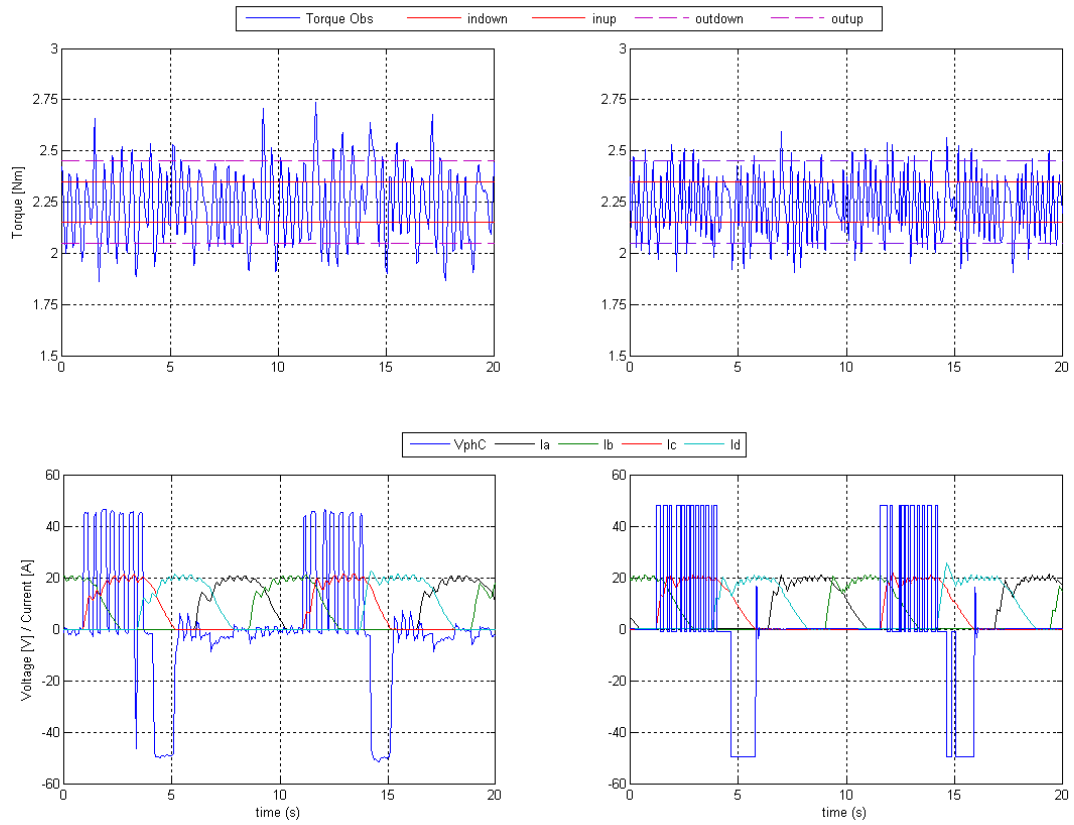 Torque Obs indown inup outdown outup
Torque [Nm]
3
2.75
2.5
2.25
2
1.75
1.5
0 5 10 15 20
3
2.75
2.5
2.25
2
1.75
1.5
0 5 10 15 20
VphC Ia Ib Ic Id
Voltage [V] / Current [A]
60
40
20
0
-20
-40
-60
0 5 10 15 20
time (s)
60
40
20
0
-20
-40
-60
0 5 10 15 20
time (s)